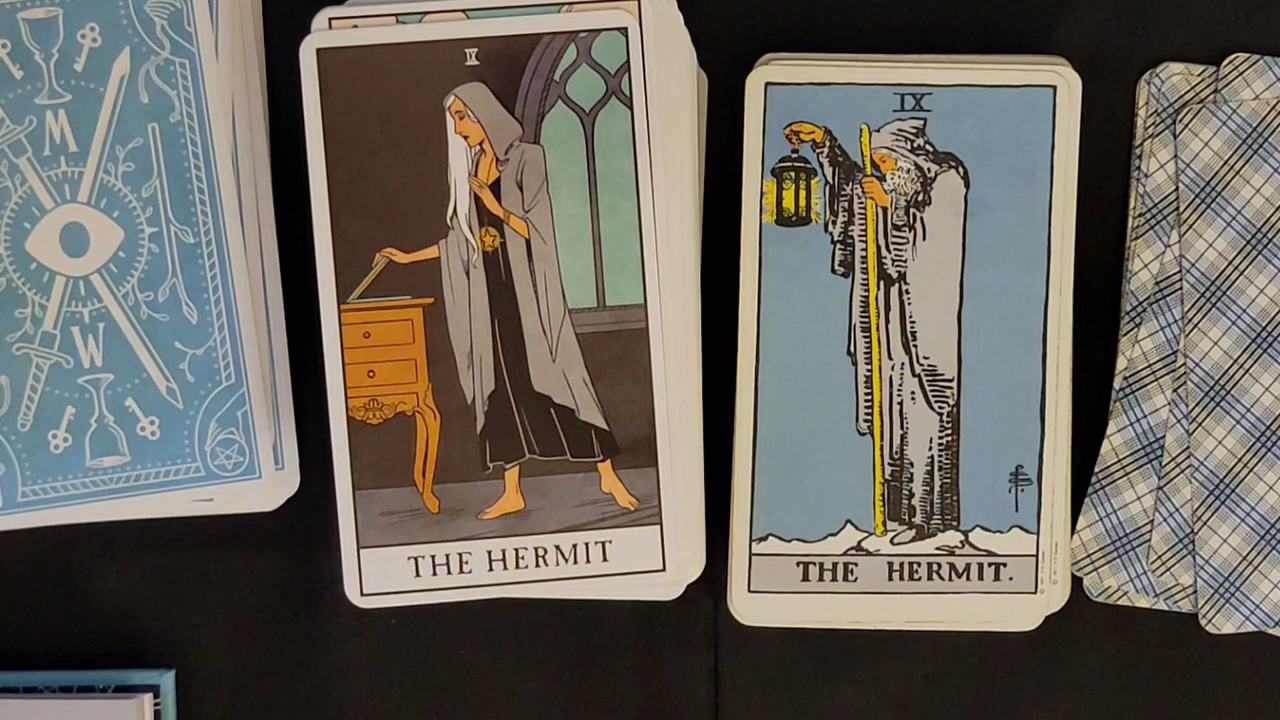 M
W
IX
THE HERMIT
IX
THE HERMIT.